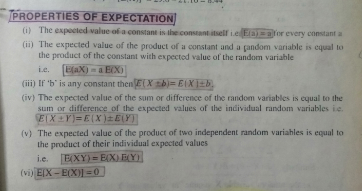 PROPERTIES OF EXPECTATION
(i) The expected value of a constant is the constant itself i.e. E(a) = a for every constant a
(ii) The expected value of the product of a constant and a random variable is equal to
the product of the constant with expected value of the random variable
i.e. E(aX) = a E(X)
(iii) If 'b' is any constant then E(X ± b) = E(X) ± b
(iv) The expected value of the sum or difference of the random variables is equal to the
sum or difference of the expected values of the individual random variables i.e.
E(X ± Y) = E(X) ± E(Y)
(v) The expected value of the product of two independent random variables is equal to
the product of their individual expected values
i.e. E(XY) = E(X) E(Y)
(vi) E[X – E(X)] = 0